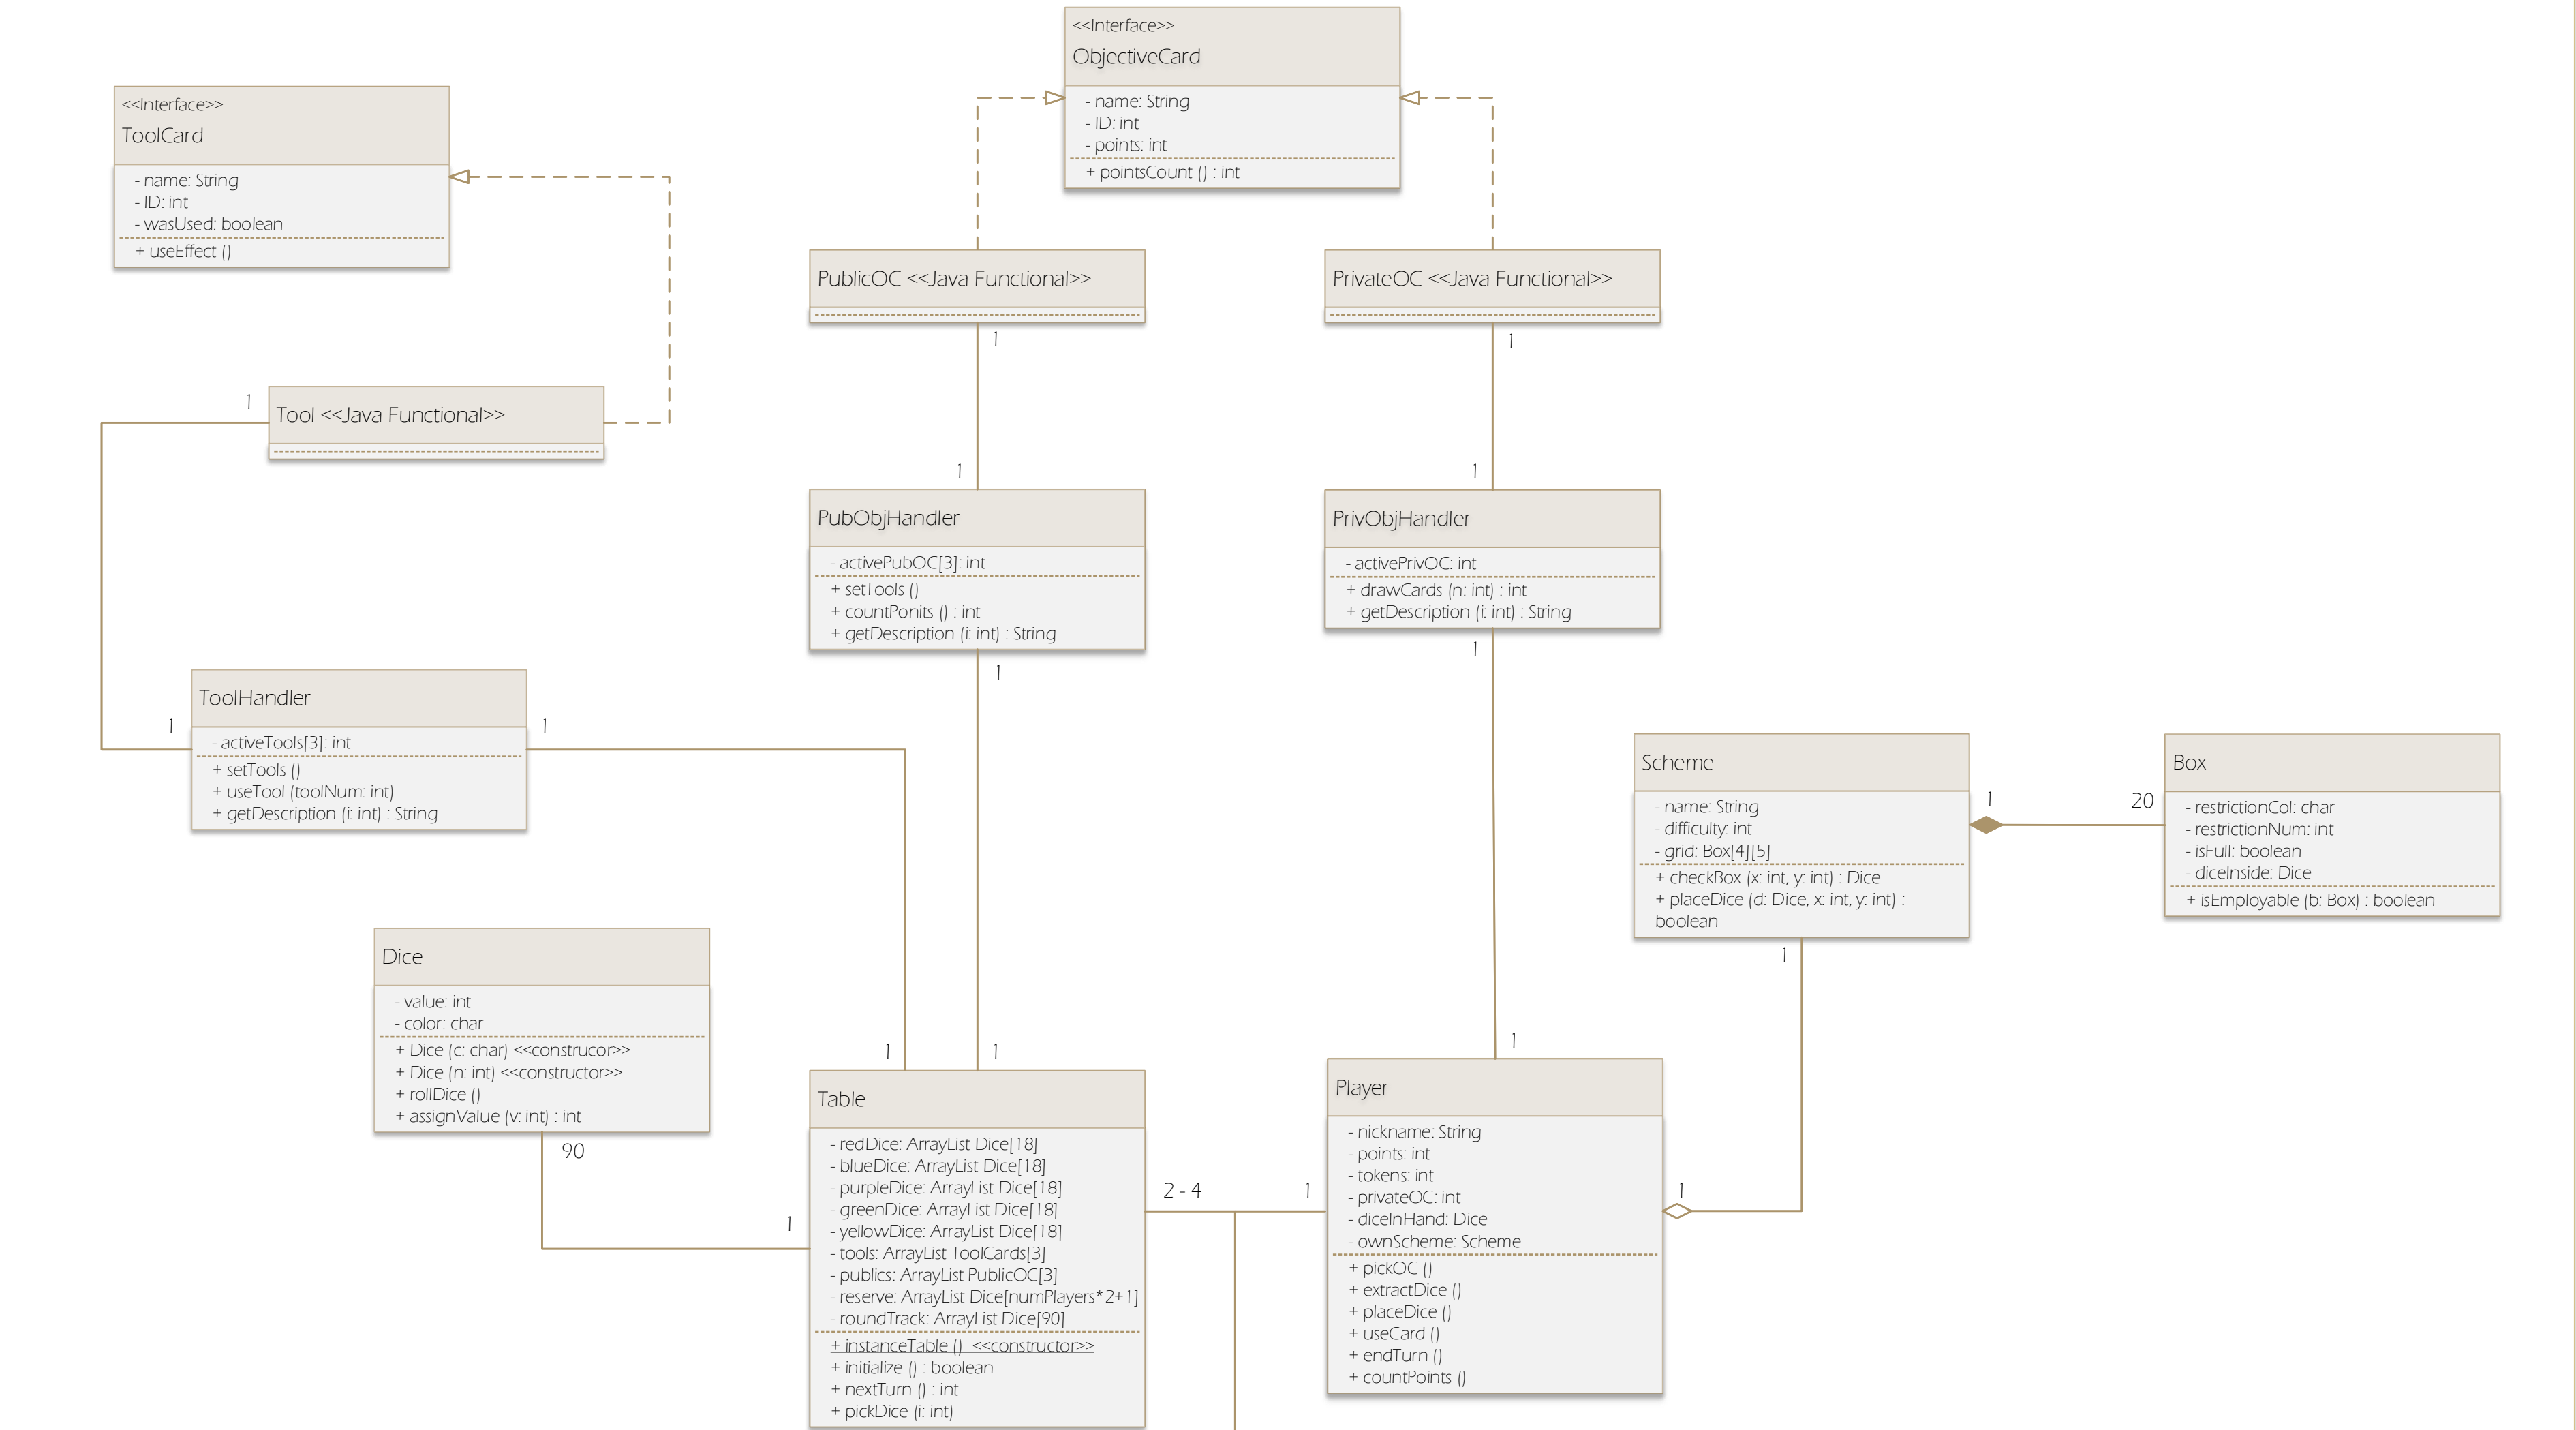 <<Interface>>
ObjectiveCard
- name: String
- ID: int
- points: int
+ pointsCount () : int
<<Interface>>
ToolCard
- name: String
- ID: int
- wasUsed: boolean
+ useEffect ()
PublicOC <<Java Functional>>
1
PrivateOC <<Java Functional>>
1
1
Tool <<Java Functional>>
1
PubObjHandler
- activePubOC[3]: int
+ setTools ()
+ countPonits () : int
+ getDescription (i: int) : String
1
1
PrivObjHandler
- activePrivOC: int
+ drawCards (n: int) : int
+ getDescription (i: int) : String
1
ToolHandler
1
- activeTools[3]: int
+ setTools ()
+ useTool (toolNum: int)
+ getDescription (i: int) : String
1
Scheme
- name: String
- difficulty: int
- grid: Box[4][5]
+ checkBox (x: int, y: int) : Dice
+ placeDice (d: Dice, x: int, y: int) :
boolean
1
20
1
Box
- restrictionCol: char
- restrictionNum: int
- isFull: boolean
- diceInside: Dice
+ isEmployable (b: Box) : boolean
Dice
- value: int
- color: char
+ Dice (c: char) <<construcor>>
+ Dice (n: int) <<constructor>>
+ rollDice ()
+ assignValue (v: int) : int
90
1
1
1
Table
- redDice: ArrayList Dice[18]
- blueDice: ArrayList Dice[18]
- purpleDice: ArrayList Dice[18]
- greenDice: ArrayList Dice[18]
- yellowDice: ArrayList Dice[18]
- tools: ArrayList ToolCards[3]
- publics: ArrayList PublicOC[3]
- reserve: ArrayList Dice[numPlayers*2+1]
- roundTrack: ArrayList Dice[90]
+ instanceTable () <<constructor>>
+ initialize () : boolean
+ nextTurn () : int
+ pickDice (i: int)
2 - 4
1
1
Player
- nickname: String
- points: int
- tokens: int
- privateOC: int
- diceInHand: Dice
- ownScheme: Scheme
+ pickOC ()
+ extractDice ()
+ placeDice ()
+ useCard ()
+ endTurn ()
+ countPoints ()
1